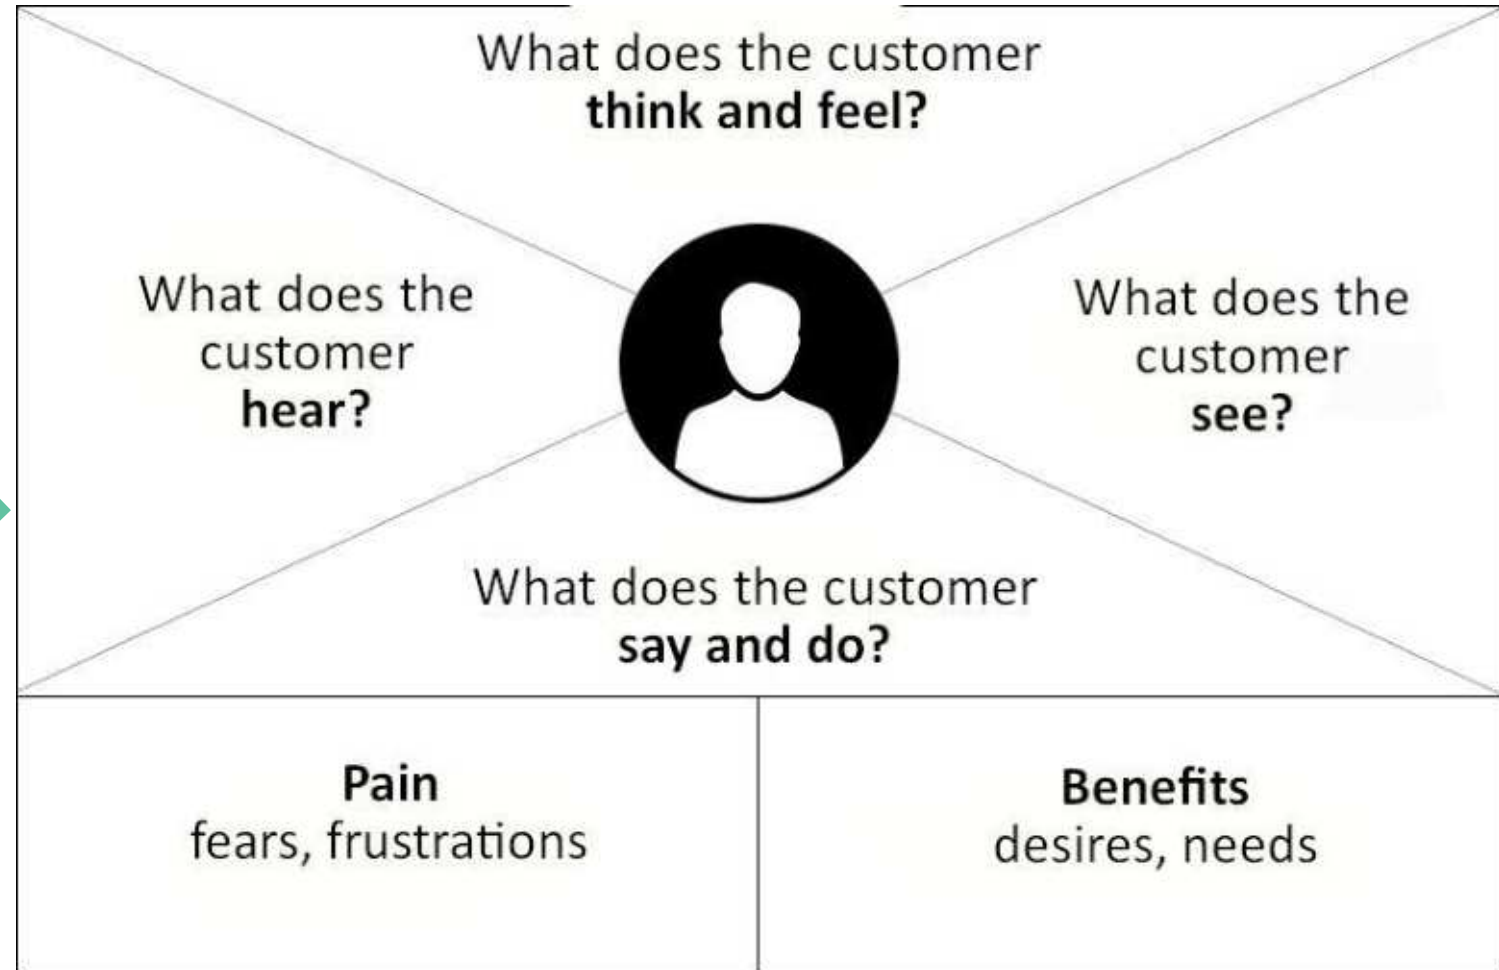 What does the customer
think and feel?
What does the
customer
hear?
What does the
customer
see?
What does the customer
say and do?
Pain
fears, frustrations
Benefits
desires, needs